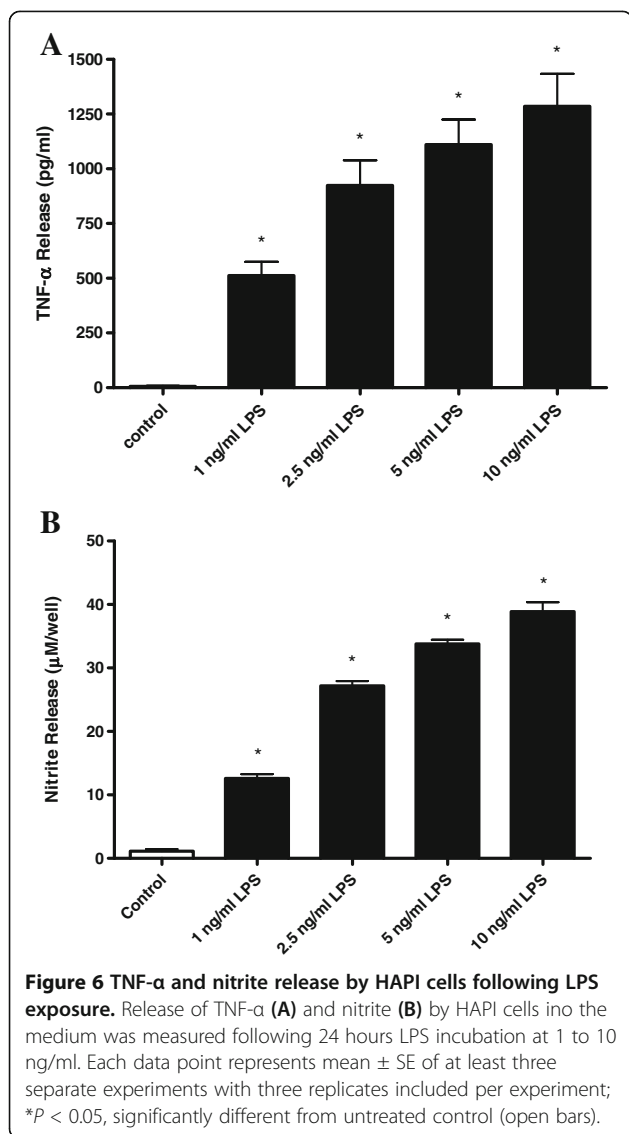 A
1500
1250
1000
750
500
250
0
TNF-α Release (pg/ml)
*
*
*
*
control
1 ng/ml LPS
2.5 ng/ml LPS
5 ng/ml LPS
10 ng/ml LPS
B
50
40
30
20
10
0
Nitrite Release (μM/well)
*
*
*
*
Control
1 ng/ml LPS
2.5 ng/ml LPS
5 ng/ml LPS
10 ng/ml LPS
Figure 6 TNF-α and nitrite release by HAPI cells following LPS
exposure. Release of TNF-α (A) and nitrite (B) by HAPI cells ino the
medium was measured following 24 hours LPS incubation at 1 to 10
ng/ml. Each data point represents mean ± SE of at least three
separate experiments with three replicates included per experiment;
*P < 0.05, significantly different from untreated control (open bars).